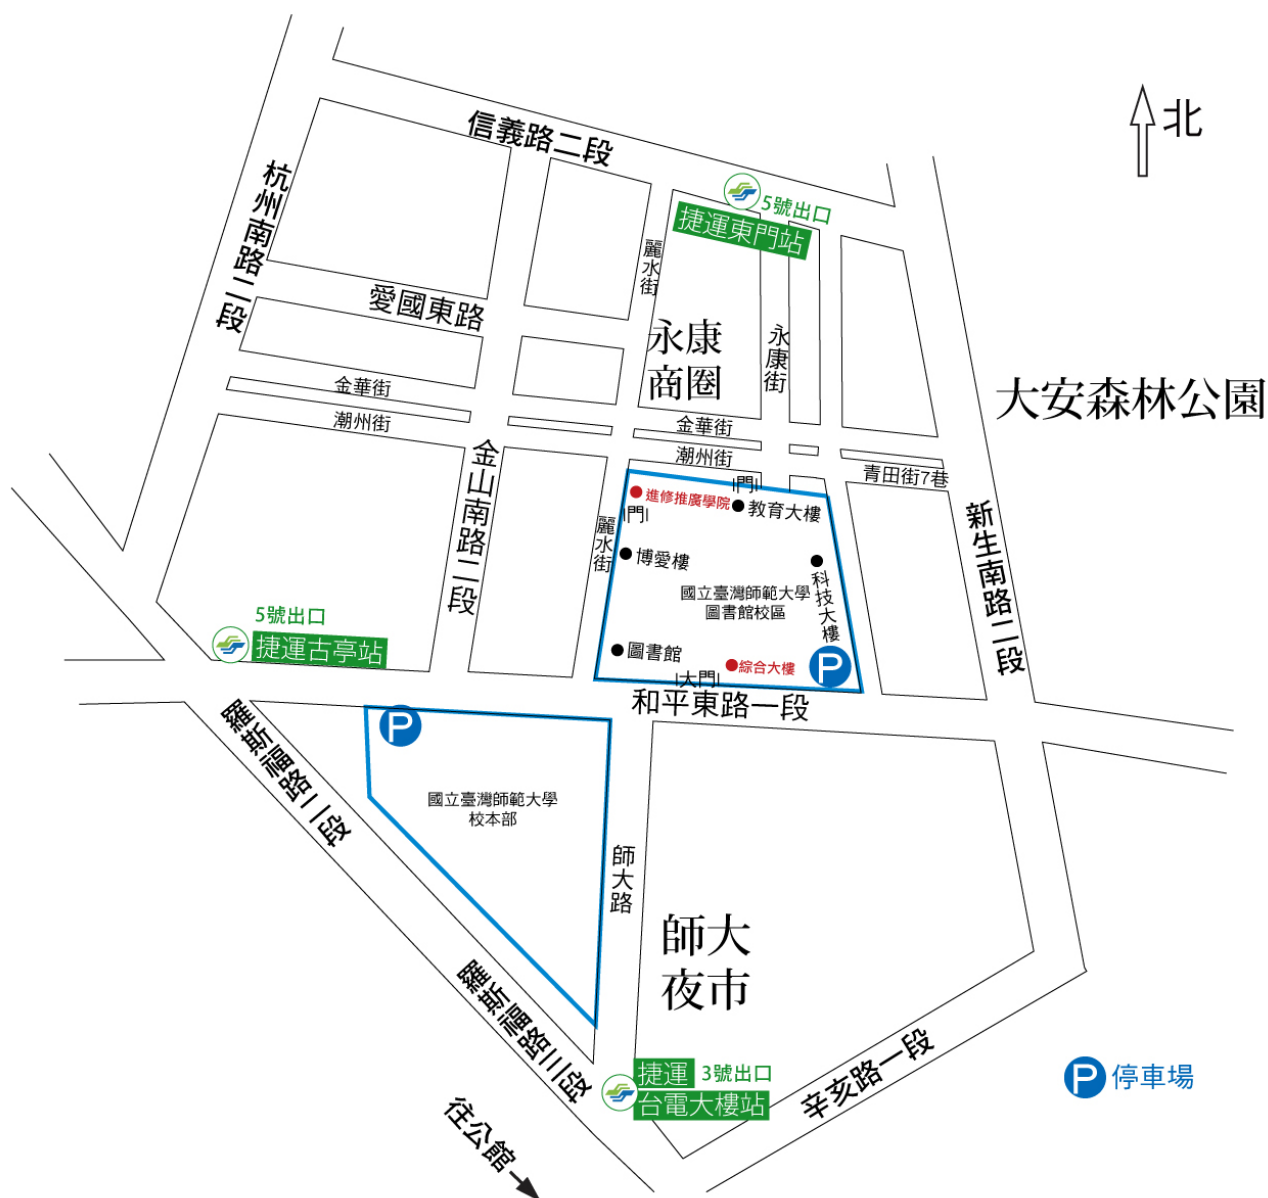 北
信義路二段
杭州南路二段
5號出口
捷運東門站
麗水街
愛國東路
永康
商圈
永康街
大安森林公園
金華街
潮州街
金華街
潮州街
青田街7巷
金山南路二段
門
進修推廣學院
教育大樓
門
麗水街
博愛樓
科技大樓
國立臺灣師範大學
圖書館校區
新生南路二段
5號出口
捷運古亭站
圖書館
綜合大樓
P
大門
和平東路一段
羅斯福路二段
P
國立臺灣師範大學
校本部
師大路
師大
夜市
羅斯福路三段
捷運
3號出口
台電大樓站
辛亥路一段
P 停車場
往公館